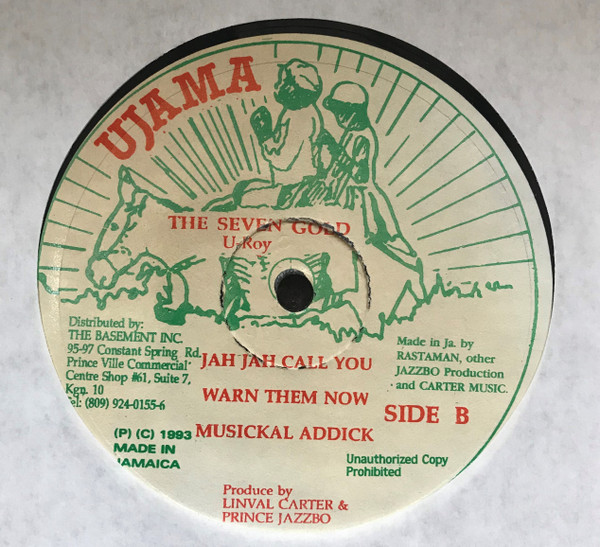 UJAMA
THE SEVEN GOLD
U-Roy
Distributed by:
THE BASEMENT INC.
95-97 Constant Spring Rd.
Prince Ville Commercial
Centre Shop #61, Suite 7,
Kgn. 10
Tel: (809) 924-0155-6
Made in Ja. by
RASTAMAN, other
JAZZBO Production
and CARTER MUSIC.
JAH JAH CALL YOU
WARN THEM NOW
MUSICKAL ADDICK
SIDE B
(P) (C) 1993
MADE IN
JAMAICA
Unauthorized Copy
Prohibited
Produce by
LINVAL CARTER &
PRINCE JAZZBO